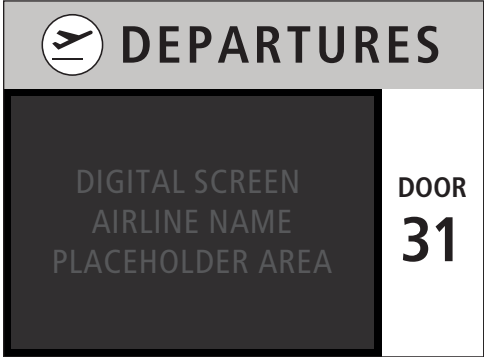 DEPARTURES
DIGITAL SCREEN
AIRLINE NAME
PLACEHOLDER AREA
DOOR
31